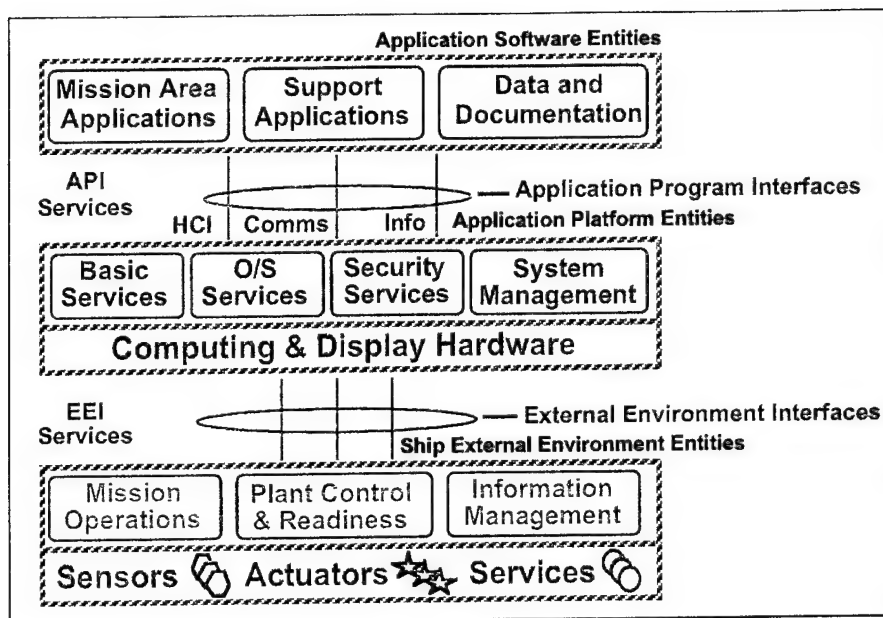 Application Software Entities
Mission Area
Applications
Support
Applications
Data and
Documentation
API
Services
Application Program Interfaces
HCI
Comms
Info
Application Platform Entities
Basic
Services
O/S
Services
Security
Services
System
Management
Computing & Display Hardware
EEI
Services
External Environment Interfaces
Ship External Environment Entities
Mission
Operations
Plant Control
& Readiness
Information
Management
Sensors
Actuators
Services